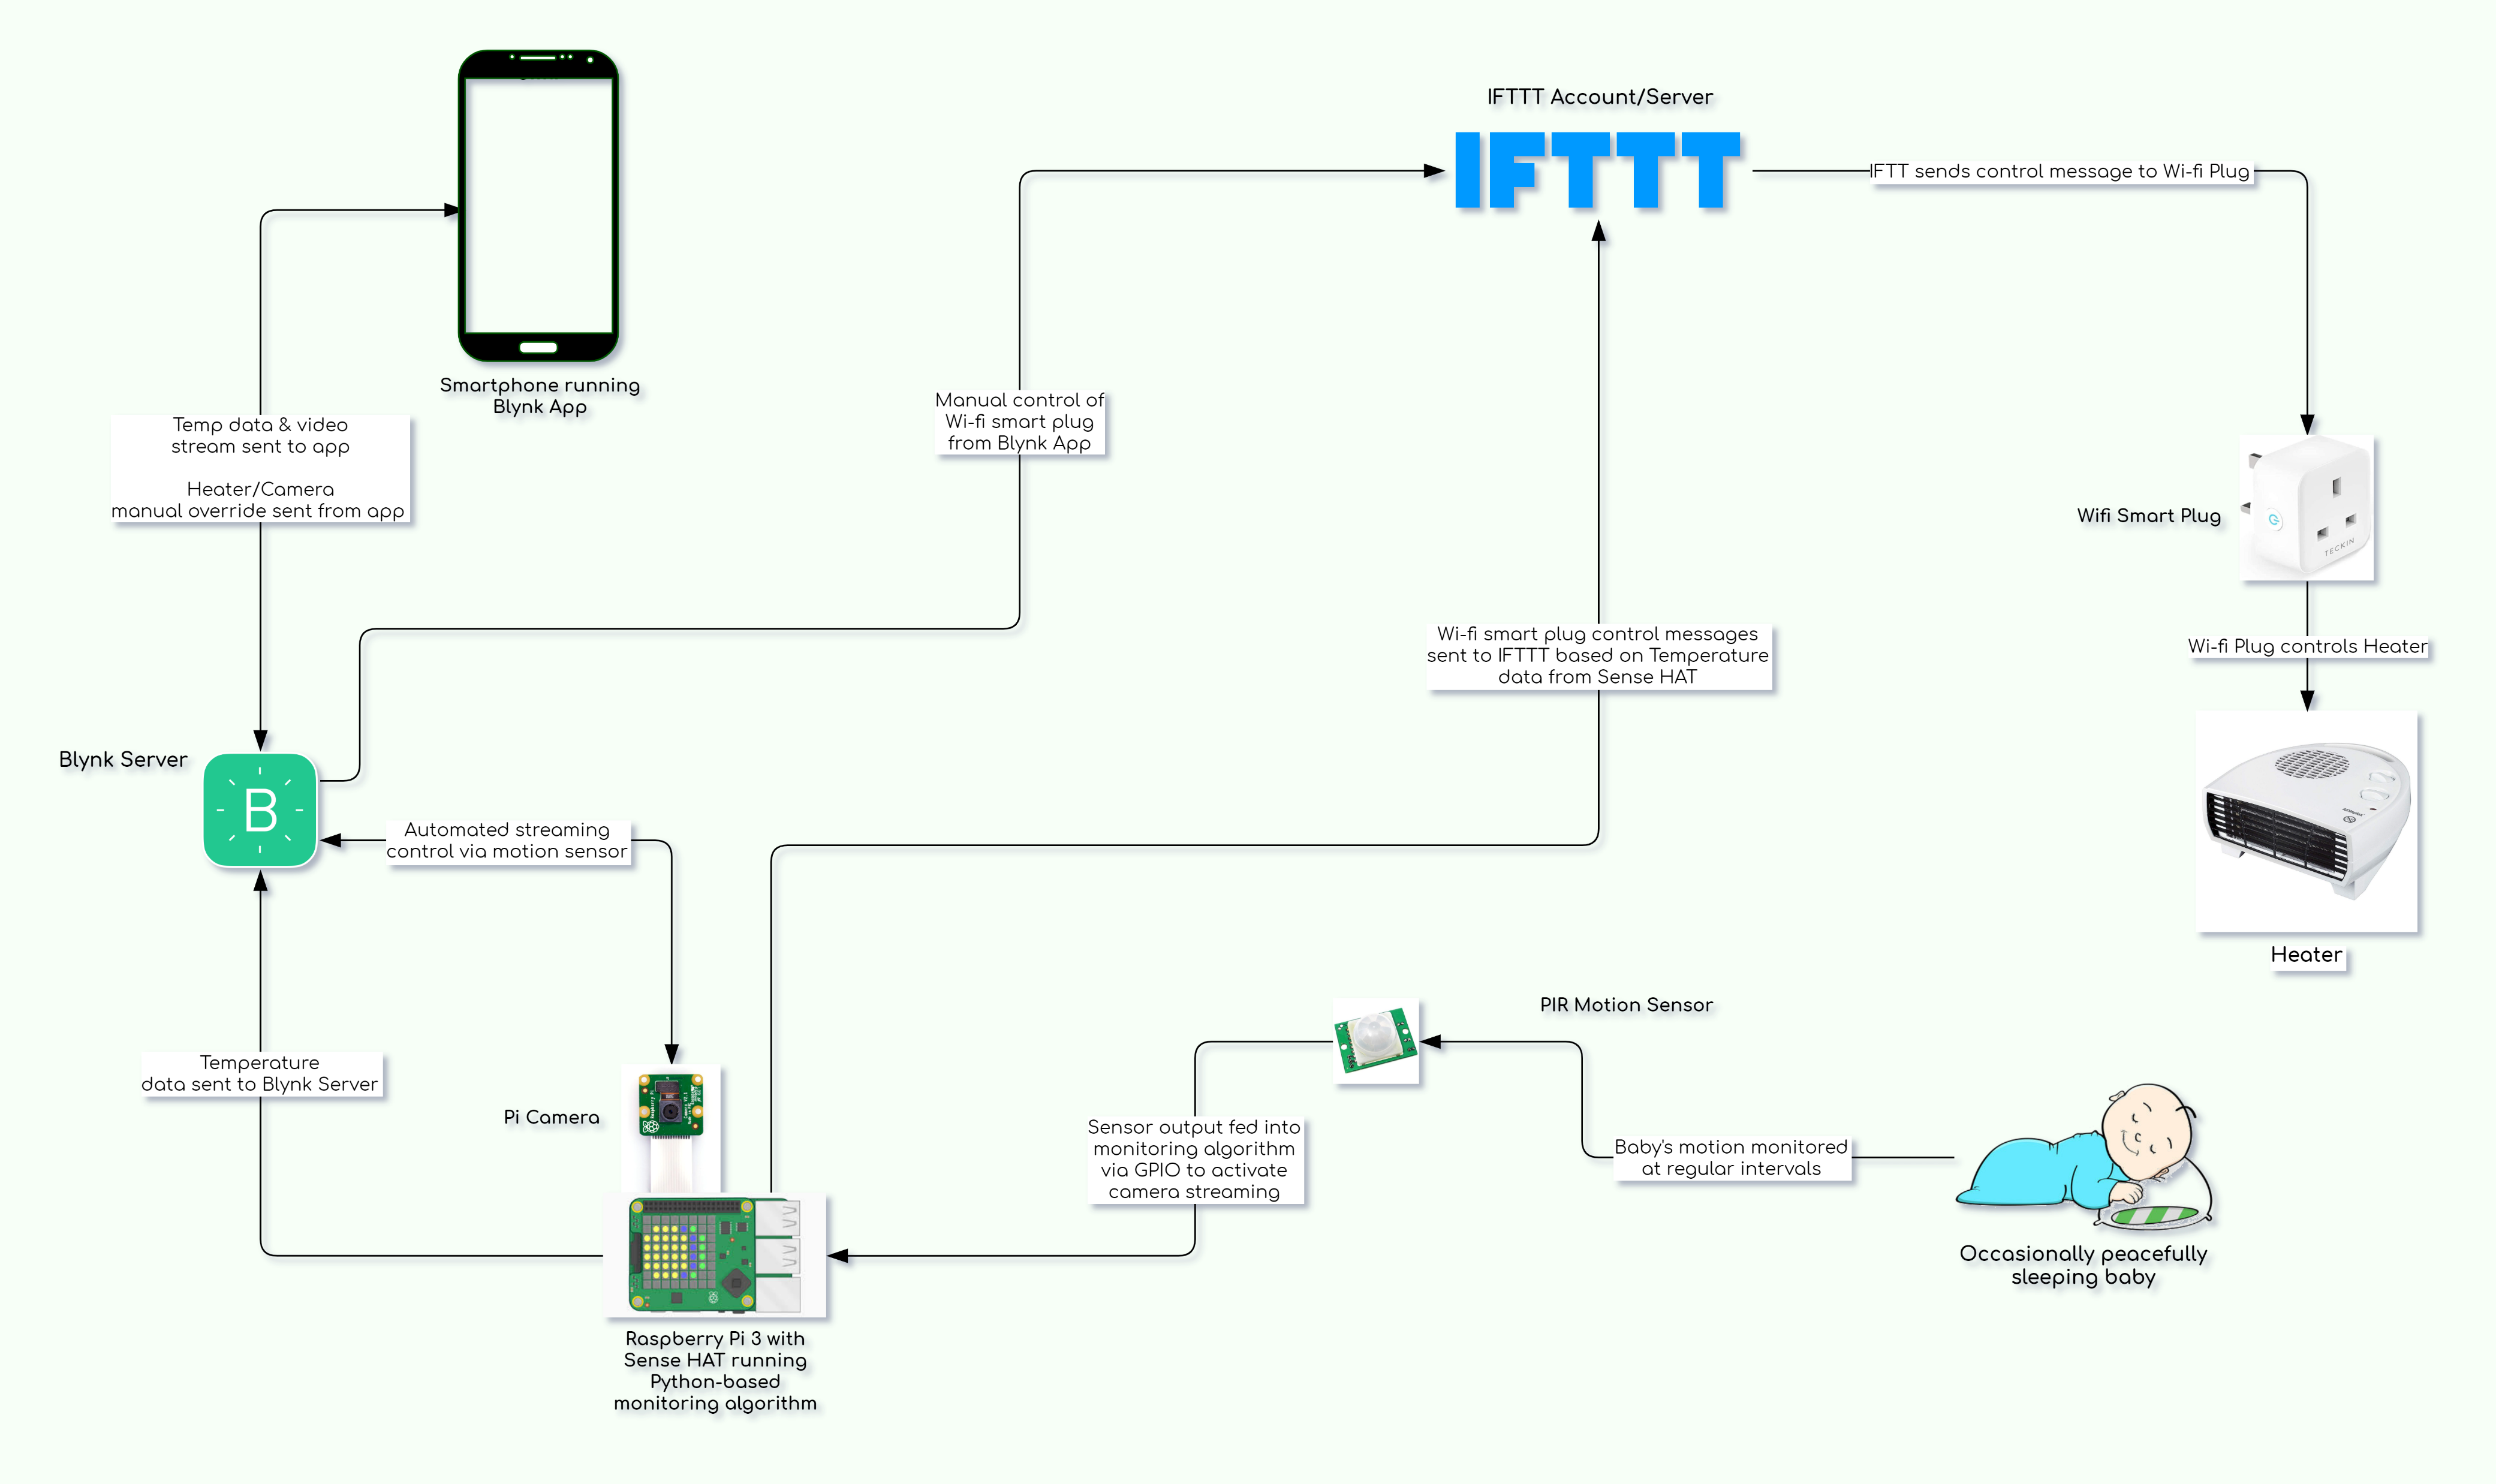 IFTTT Account/Server
IFTTT
IFTT sends control message to Wi-fi Plug
Smartphone running
Blynk App
Manual control of
Wi-fi smart plug
from Blynk App
Temp data & video
stream sent to app
Heater/Camera
manual override sent from app
Wifi Smart Plug
TECKIN
Wi-fi smart plug control messages
sent to IFTTT based on Temperature
data from Sense HAT
Wi-fi Plug controls Heater
Blynk Server
B
Automated streaming
control via motion sensor
Heater
PIR Motion Sensor
Temperature
data sent to Blynk Server
Pi Camera
Sensor output fed into
monitoring algorithm
via GPIO to activate
camera streaming
Baby's motion monitored
at regular intervals
Occasionally peacefully
sleeping baby
Raspberry Pi 3 with
Sense HAT running
Python-based
monitoring algorithm